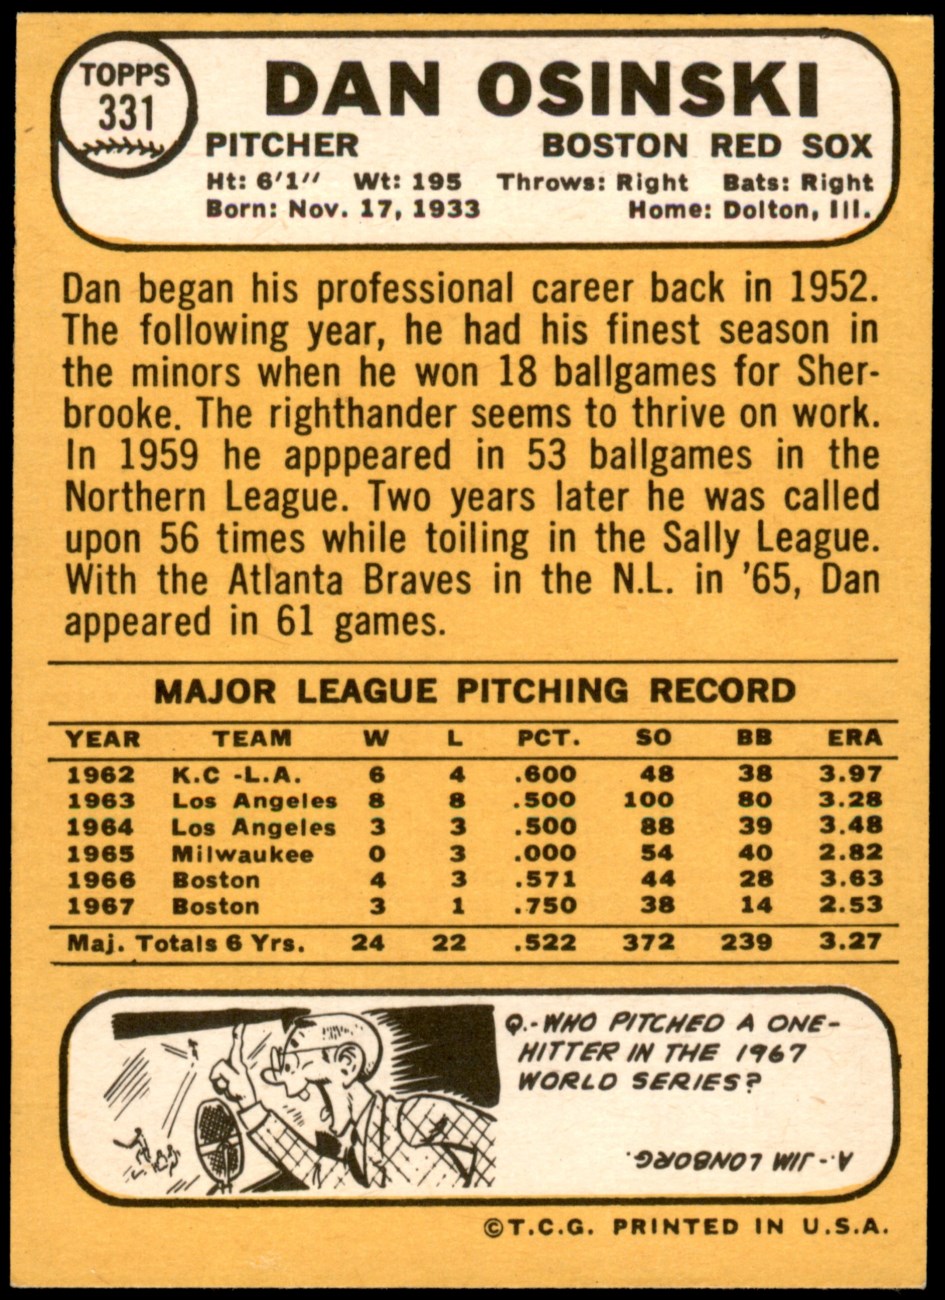 TOPPS
331
DAN OSINSKI
PITCHER BOSTON RED SOX
Ht: 6'1" Wt: 195 Throws: Right Bats: Right
Born: Nov. 17, 1933 Home: Dolton, Ill.
Dan began his professional career back in 1952.
The following year, he had his finest season in
the minors when he won 18 ballgames for Sher-
brooke. The righthander seems to thrive on work.
In 1959 he apppeared in 53 ballgames in the
Northern League. Two years later he was called
upon 56 times while toiling in the Sally League.
With the Atlanta Braves in the N.L. in '65, Dan
appeared in 61 games.
MAJOR LEAGUE PITCHING RECORD
YEAR TEAM W L PCT. SO BB ERA
1962 K.C -L.A. 6 4 .600 48 38 3.97
1963 Los Angeles 8 8 .500 100 80 3.28
1964 Los Angeles 3 3 .500 88 39 3.48
1965 Milwaukee 0 3 .000 54 40 2.82
1966 Boston 4 3 .571 44 28 3.63
1967 Boston 3 1 .750 38 14 2.53
Maj. Totals 6 Yrs. 24 22 .522 372 239 3.27
Q.-WHO PITCHED A ONE-
HITTER IN THE 1967
WORLD SERIES?
A.-JIM LONBORG.
©T.C.G. PRINTED IN U.S.A.